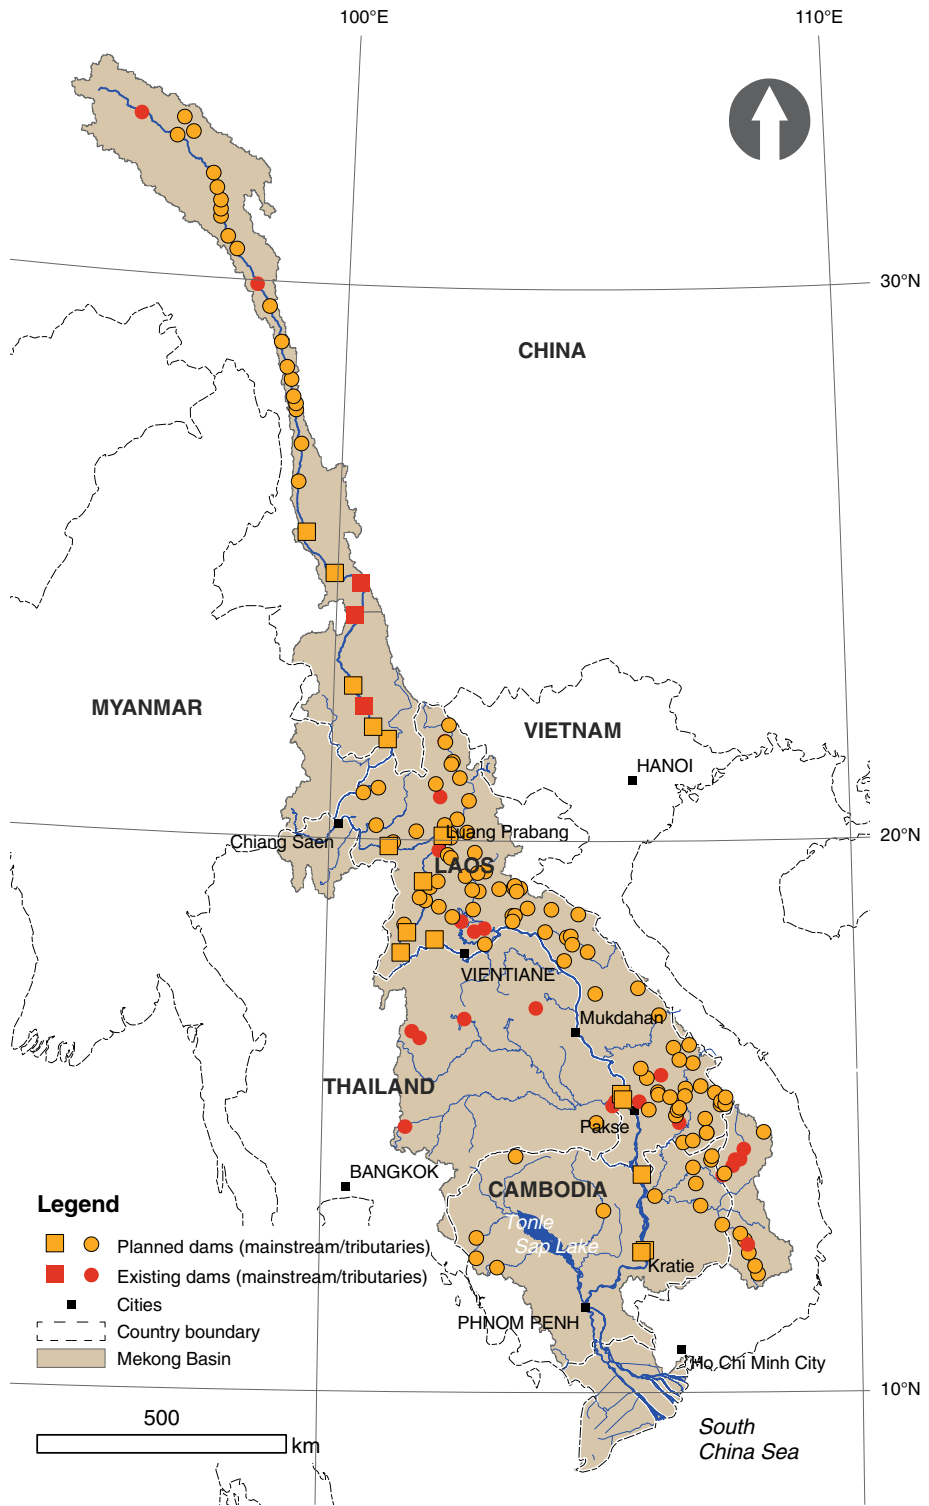 100°E
110°E
30°N
CHINA
MYANMAR
VIETNAM
HANOI
Chiang Saen
Luang Prabang
20°N
LAOS
VIENTIANE
Mukdahan
THAILAND
Pakse
BANGKOK
CAMBODIA
Tonle
Sap Lake
Kratie
PHNOM PENH
Ho Chi Minh City
10°N
South
China Sea
Legend
Planned dams (mainstream/tributaries)
Existing dams (mainstream/tributaries)
Cities
Country boundary
Mekong Basin
500
km